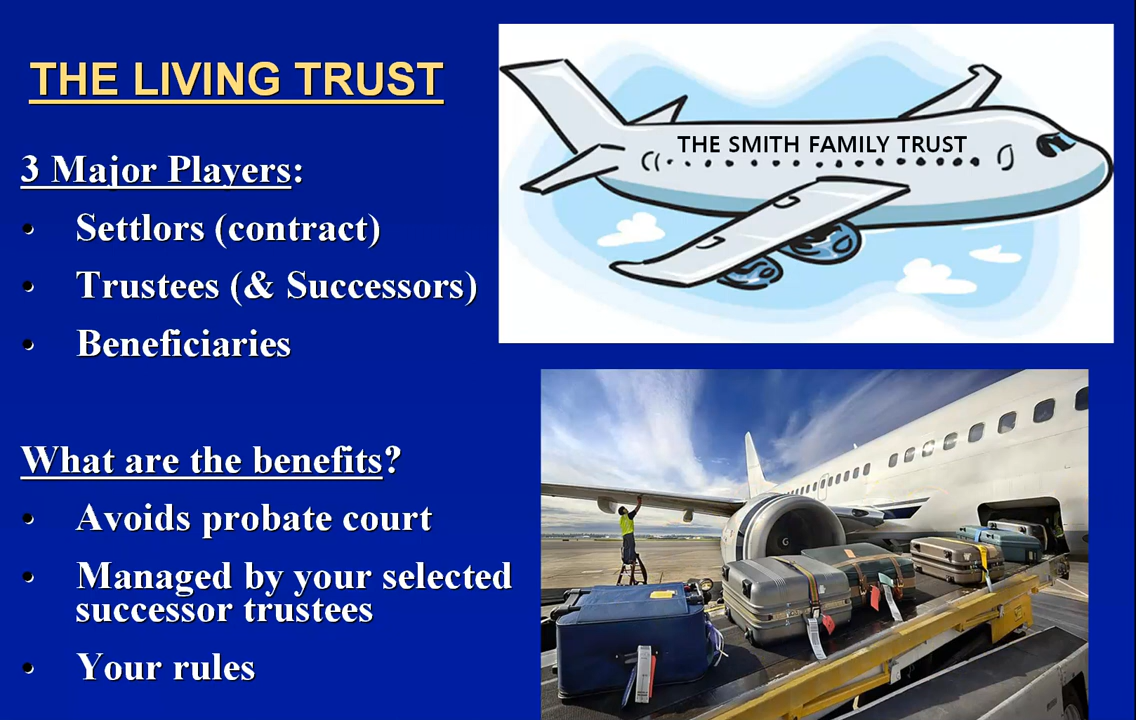 THE LIVING TRUST
3 Major Players:
• Settlors (contract)
• Trustees (& Successors)
• Beneficiaries
What are the benefits?
• Avoids probate court
• Managed by your selected
successor trustees
• Your rules
THE SMITH FAMILY TRUST